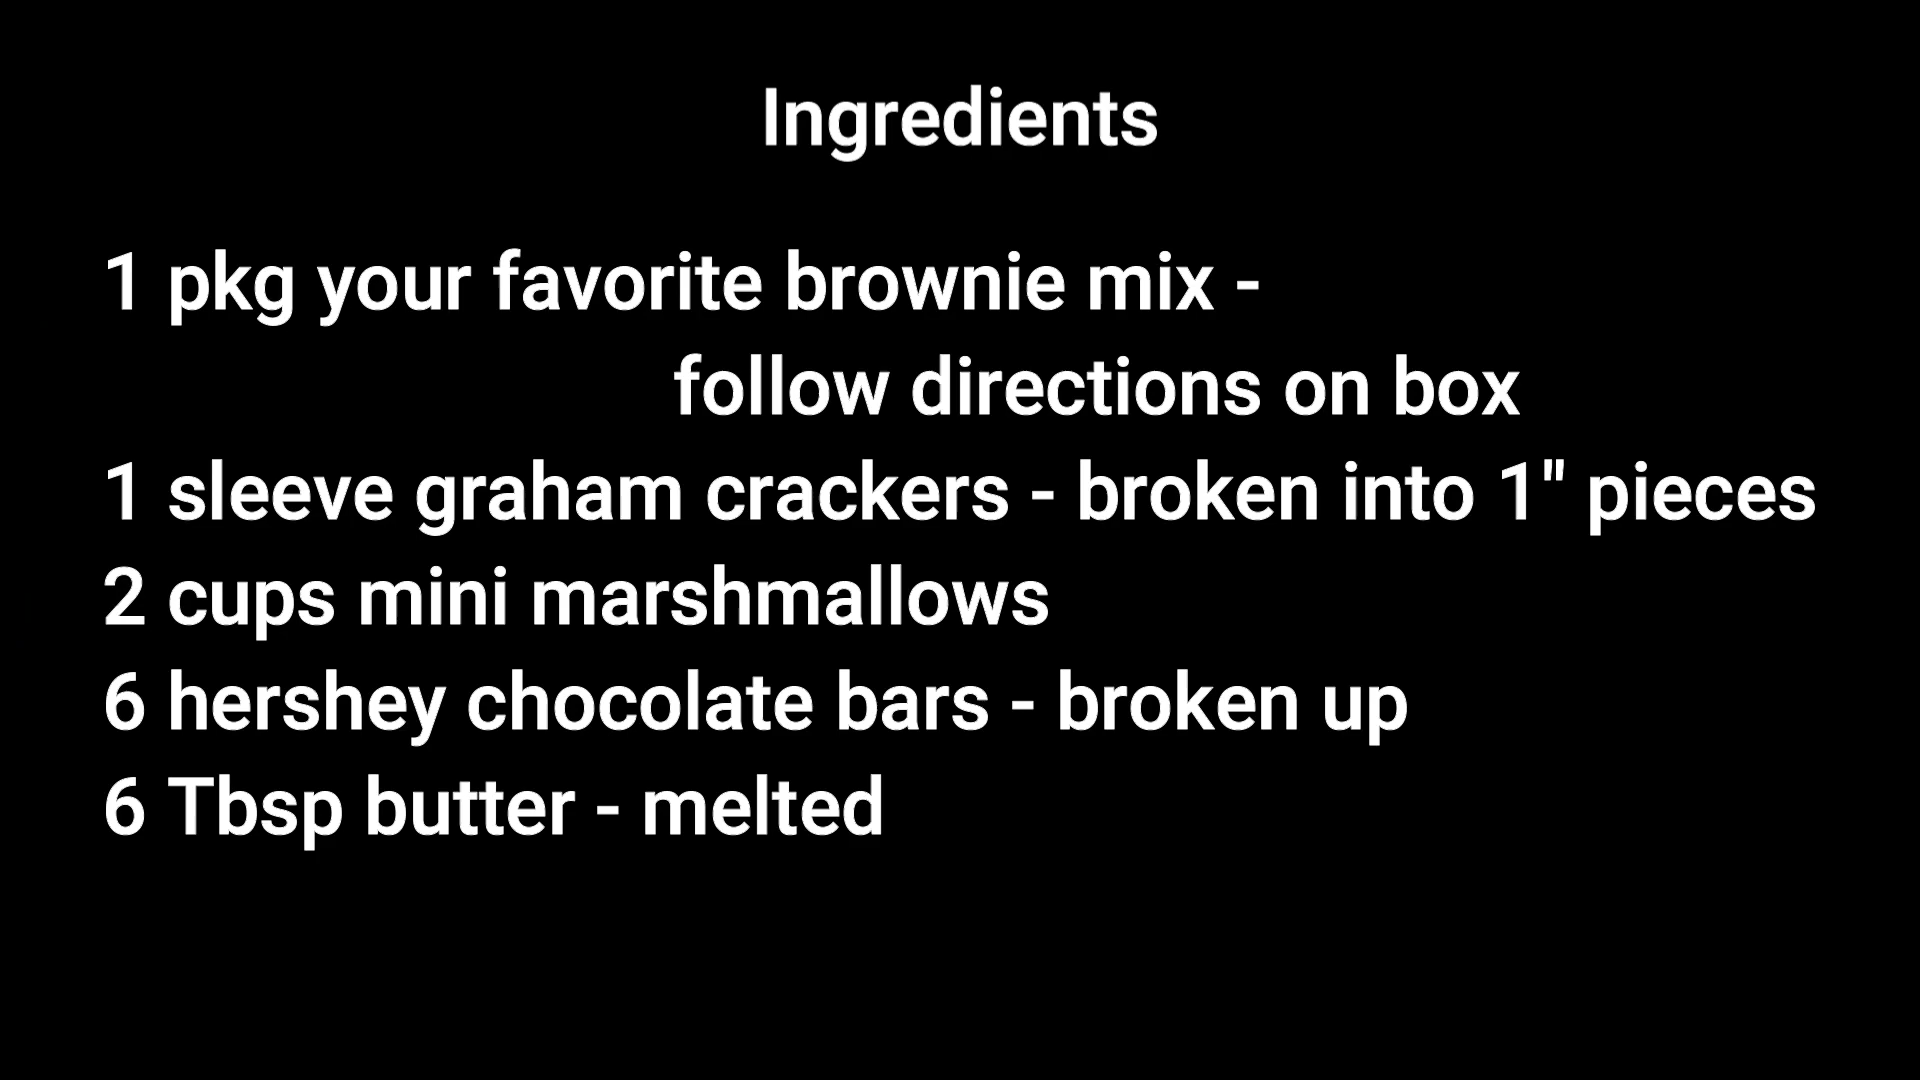 Ingredients
1 pkg your favorite brownie mix -
follow directions on box
1 sleeve graham crackers - broken into 1" pieces
2 cups mini marshmallows
6 hershey chocolate bars - broken up
6 Tbsp butter - melted